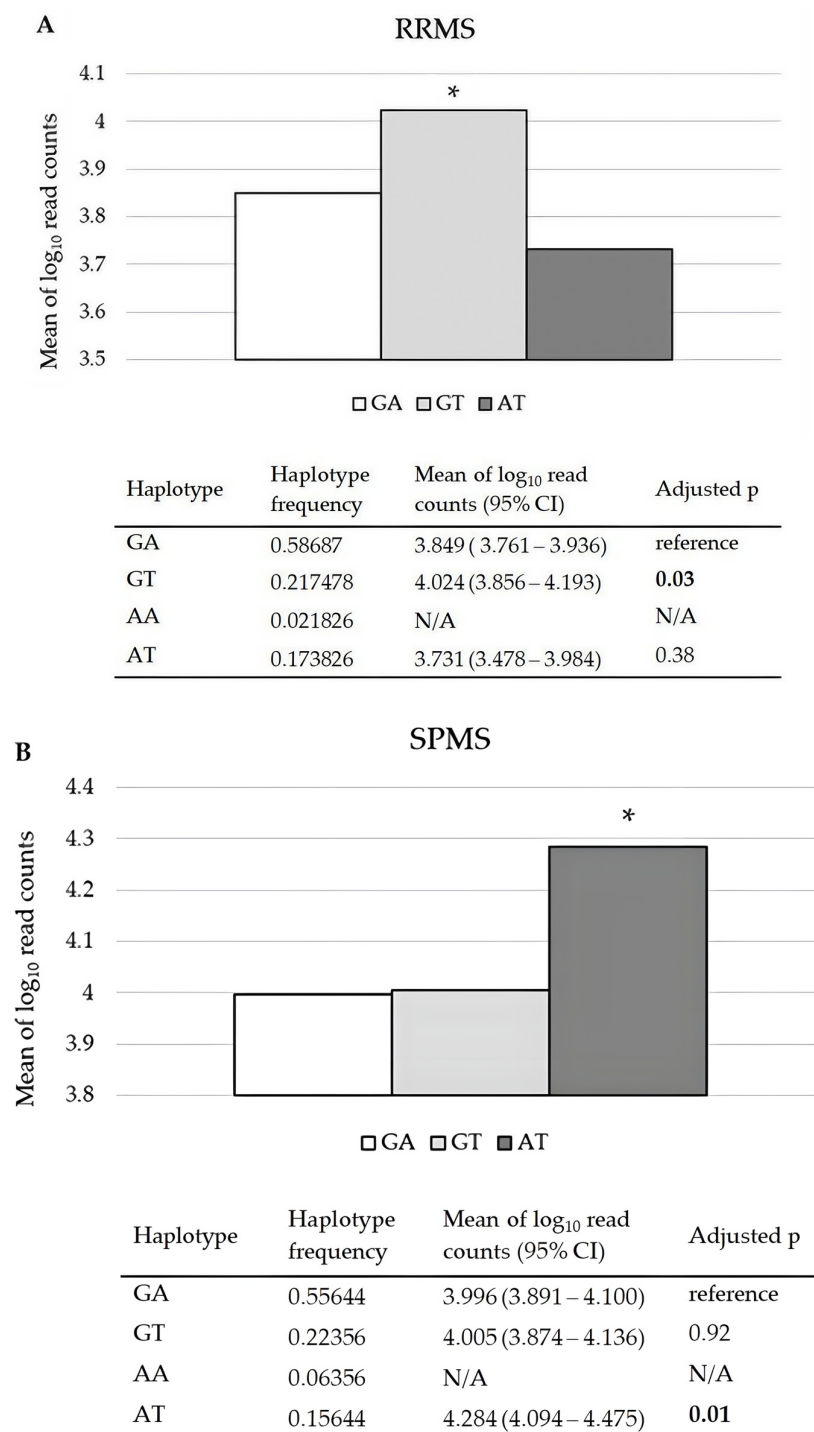 A
RRMS
Mean of log10 read counts
4.1
4
3.9
3.8
3.7
3.6
3.5
*
GA GT AT
Haplotype Haplotype frequency Mean of log10 read counts (95% CI) Adjusted p
GA 0.58687 3.849 ( 3.761 – 3.936) reference
GT 0.217478 4.024 (3.856 – 4.193) 0.03
AA 0.021826 N/A N/A
AT 0.173826 3.731 (3.478 – 3.984) 0.38
B
SPMS
Mean of log10 read counts
4.4
4.3
4.2
4.1
4
3.9
3.8
*
GA GT AT
Haplotype Haplotype frequency Mean of log10 read counts (95% CI) Adjusted p
GA 0.55644 3.996 (3.891 – 4.100) reference
GT 0.22356 4.005 (3.874 – 4.136) 0.92
AA 0.06356 N/A N/A
AT 0.15644 4.284 (4.094 – 4.475) 0.01